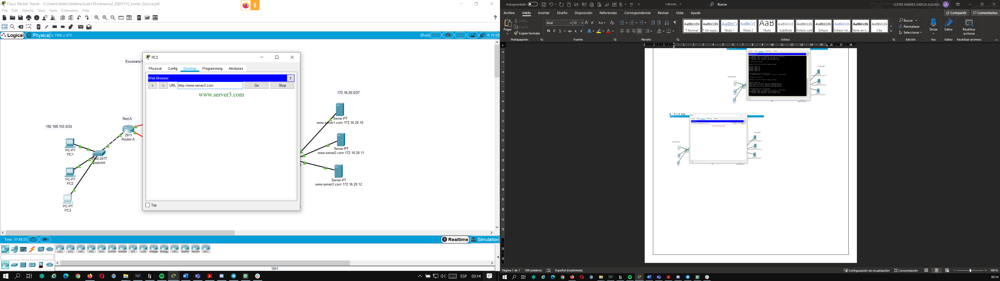 Cisco Packet Tracer - C:\Users\leste\Desktop\Lab13Escenario2_1003115_Lester_Garcia.pkt
File Edit Options View Tools Extensions Help
Logical Physical x: 1160, y: 473
[Root] 18:39:00
Escenario
PC3
Physical Config Desktop Programming Attributes
Web Browser X
< > URL http://www.server3.com Go Stop
www.server3.com
Top
172.16.20.0/27
Server-PT
www.server1.com 172.16.20.10
Server-PT
www.server2.com 172.16.20.11
Server-PT
www.server3.com 172.16.20.12
Red A
192.168.155.0/24
2811
Router A
PC-PT
PC1
2960-24TT
SwitchA
PC-PT
PC2
PC-PT
PC3
Time: 17:49:23
Realtime Simulation
4331 4321 1941 2901 2911 819IOX 819HGW 829 1240 PT-Router PT-Empty 1841 2620XM 2621XM 2811
1841
ESP 03:14
Autoguardado Laborat... Buscar LESTER ANDRES GARCIA AQUINO LA
Archivo Inicio Insertar Diseño Disposición Referencias Correspondencia Revisar Vista Ayuda Compartir Comentarios
Pegar Cortar Copiar Copiar formato
Portapapeles
Arial 12
N K S
Fuente
Párrafo
AaBbCcDc ¶ Normal
AaBbCcDc ¶ Sin espa...
AaBbCc Título 1
AaBbCcD Título 2
AaB Título
AaBbCcD Subtítulo
AaBbCcDc Énfasis sutil
AaBbCcDc Énfasis
AaBbCcDc Énfasis int...
AaBbCcDc Texto en n...
AaBbCcDc Cita
Estilos
Buscar Reemplazar Seleccionar
Edición
Dictar
Voz
Editor
Editor
Reutilizar archivos
Reutilizar archivos
www.server2.com
Página 7 de 7 599 palabras Español (Guatemala)
Configuración de visualización Concentración 100 %
03:14